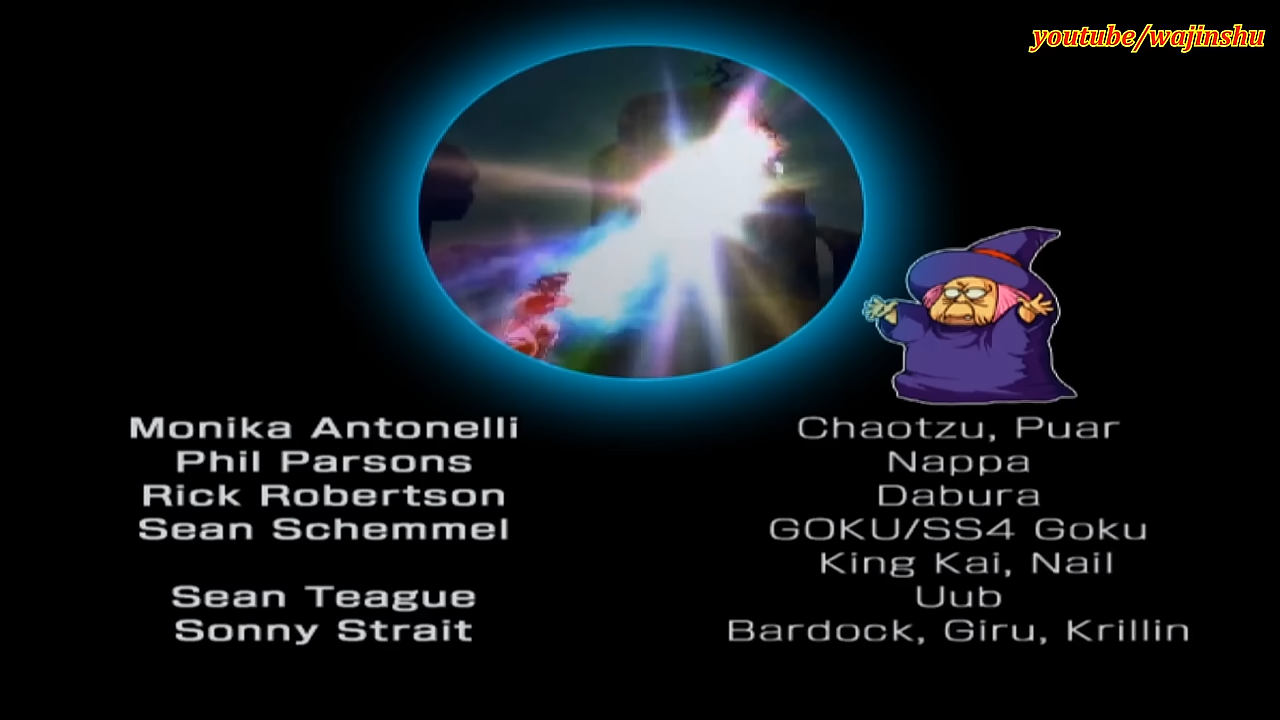 youtube/wajinshu
Monika Antonelli Chaotzu, Puar
Phil Parsons Nappa
Rick Robertson Dabura
Sean Schemmel GOKU/SS4 Goku
King Kai, Nail
Sean Teague Uub
Sonny Strait Bardock, Giru, Krillin